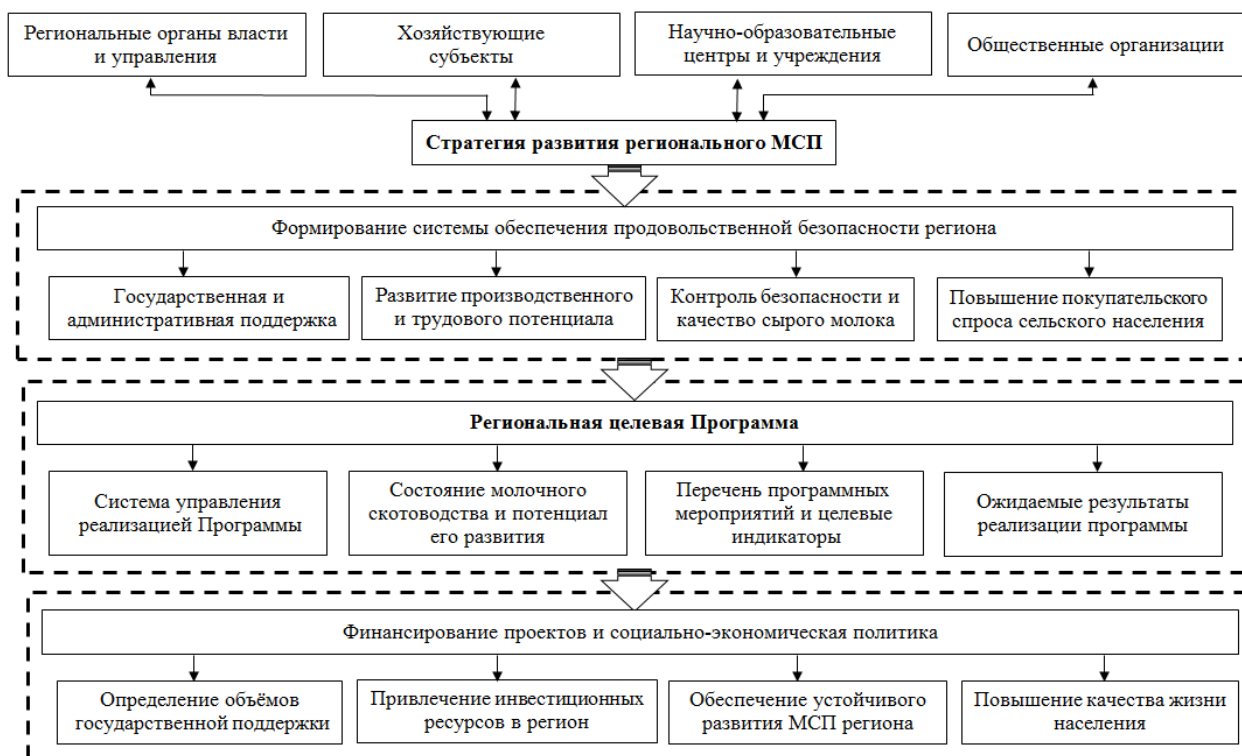 Региональные органы власти
и управления
Хозяйствующие
субъекты
Научно-образовательные
центры и учреждения
Общественные организации
Стратегия развития регионального МСП
Формирование системы обеспечения продовольственной безопасности региона
Государственная и
административная поддержка
Развитие производственного
и трудового потенциала
Контроль безопасности и
качество сырого молока
Повышение покупательского
спроса сельского населения
Региональная целевая Программа
Система управления
реализацией Программы
Состояние молочного
скотоводства и потенциал
его развития
Перечень программных
мероприятий и целевые
индикаторы
Ожидаемые результаты
реализации программы
Финансирование проектов и социально-экономическая политика
Определение объёмов
государственной поддержки
Привлечение инвестиционных
ресурсов в регион
Обеспечение устойчивого
развития МСП региона
Повышение качества жизни
населения